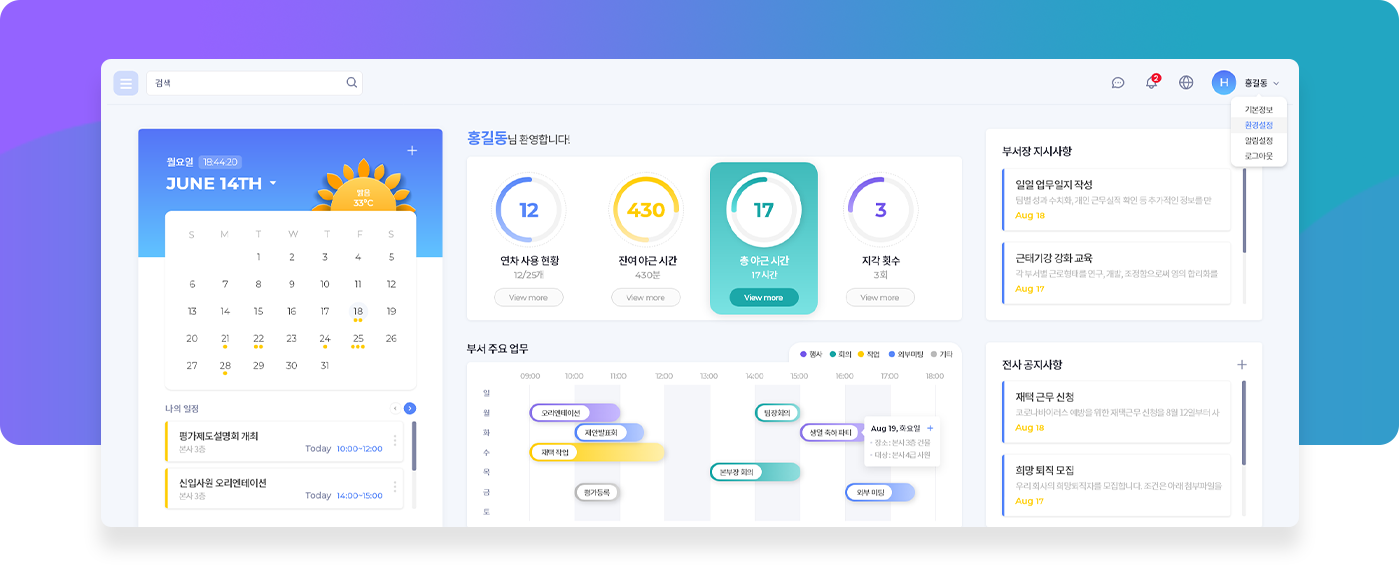 검색
2
H
홍길동
기본정보
환경설정
알림설정
로그아웃
월요일 18:44:20
JUNE 14TH
맑음
33°C
S M T W T F S
1 2 3 4 5
6 7 8 9 10 11 12
13 14 15 16 17 18 19
20 21 22 23 24 25 26
27 28 29 30 31
나의 일정
평가제도설명회 개최
본사 3층
Today 10:00~12:00
신입사원 오리엔테이션
본사 3층
Today 14:00~15:00
홍길동님 환영합니다!
12
연차 사용 현황
12/25개
View more
430
잔여 야근 시간
430분
View more
17
총 야근 시간
17시간
View more
3
지각 횟수
3회
View more
부서 주요 업무
행사 회의 작업 외부미팅 기타
09:00 10:00 11:00 12:00 13:00 14:00 15:00 16:00 17:00 18:00
일
월 오리엔테이션 팀장회의
화 제안발표회 생일 축하 파티
수 재택 작업
목 본부장 회의
금 평가등록 외부 미팅
토
Aug 19, 화요일 +
· 장소 : 본사 3층 건물
· 대상 : 본사 4급 사원
부서장 지시사항
일일 업무일지 작성
팀별 성과 수치화, 개인 근무실적 확인 등 추가적인 정보를 만
Aug 18
근태기강 강화 교육
각 부서별 근로형태를 연구, 개발, 조정함으로써 영의 합리화를
Aug 17
전사 공지사항
재택 근무 신청
코로나바이러스 예방을 위한 재택근무 신청을 8월 12일부터 사
Aug 18
희망 퇴직 모집
우리 회사의 희망퇴직자를 모집합니다. 조건은 아래 첨부파일을
Aug 17